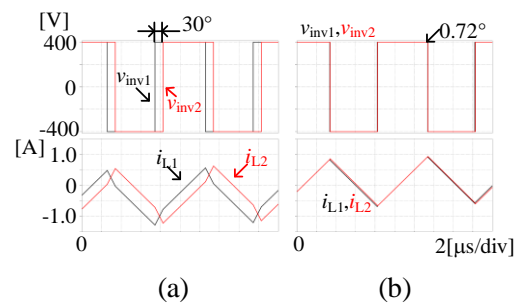 [V]
30°
0.72°
400
v_inv1
v_inv1,v_inv2
0
v_inv2
-400
[A]
1.0
i_L1
i_L2
0
-1.0
i_L1,i_L2
0
0
2[μs/div]
(a)
(b)